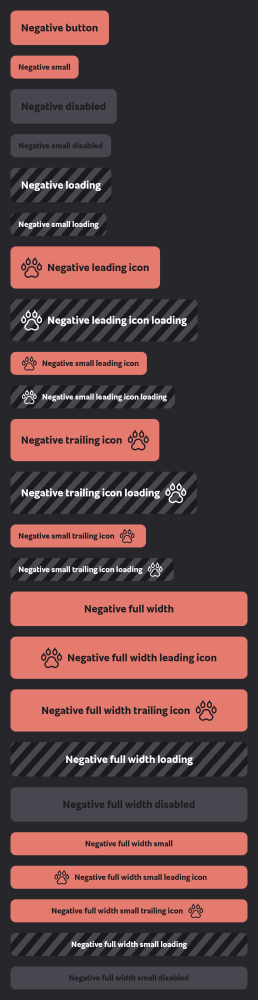 Negative button
Negative small
Negative disabled
Negative small disabled
Negative loading
Negative small loading
Negative leading icon
Negative leading icon loading
Negative small leading icon
Negative small leading icon loading
Negative trailing icon
Negative trailing icon loading
Negative small trailing icon
Negative small trailing icon loading
Negative full width
Negative full width leading icon
Negative full width trailing icon
Negative full width loading
Negative full width disabled
Negative full width small
Negative full width small leading icon
Negative full width small trailing icon
Negative full width small loading
Negative full width small disabled